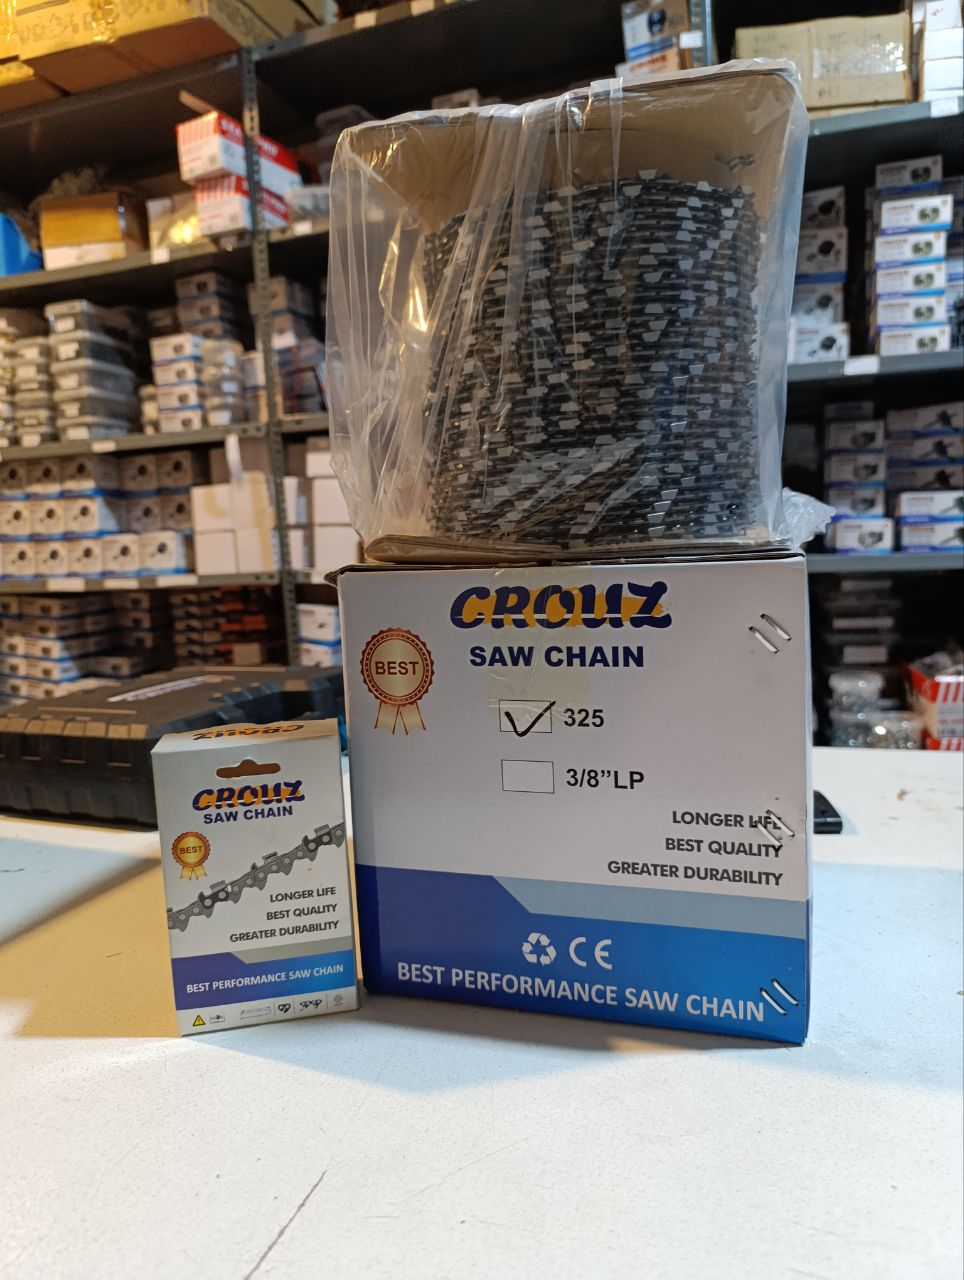 CROUZ
SAW CHAIN
BEST
325
3/8”LP
LONGER LIFE
BEST QUALITY
GREATER DURABILITY
CE
BEST PERFORMANCE SAW CHAIN
CROUZ
CROUZ
SAW CHAIN
BEST
LONGER LIFE
BEST QUALITY
GREATER DURABILITY
BEST PERFORMANCE SAW CHAIN